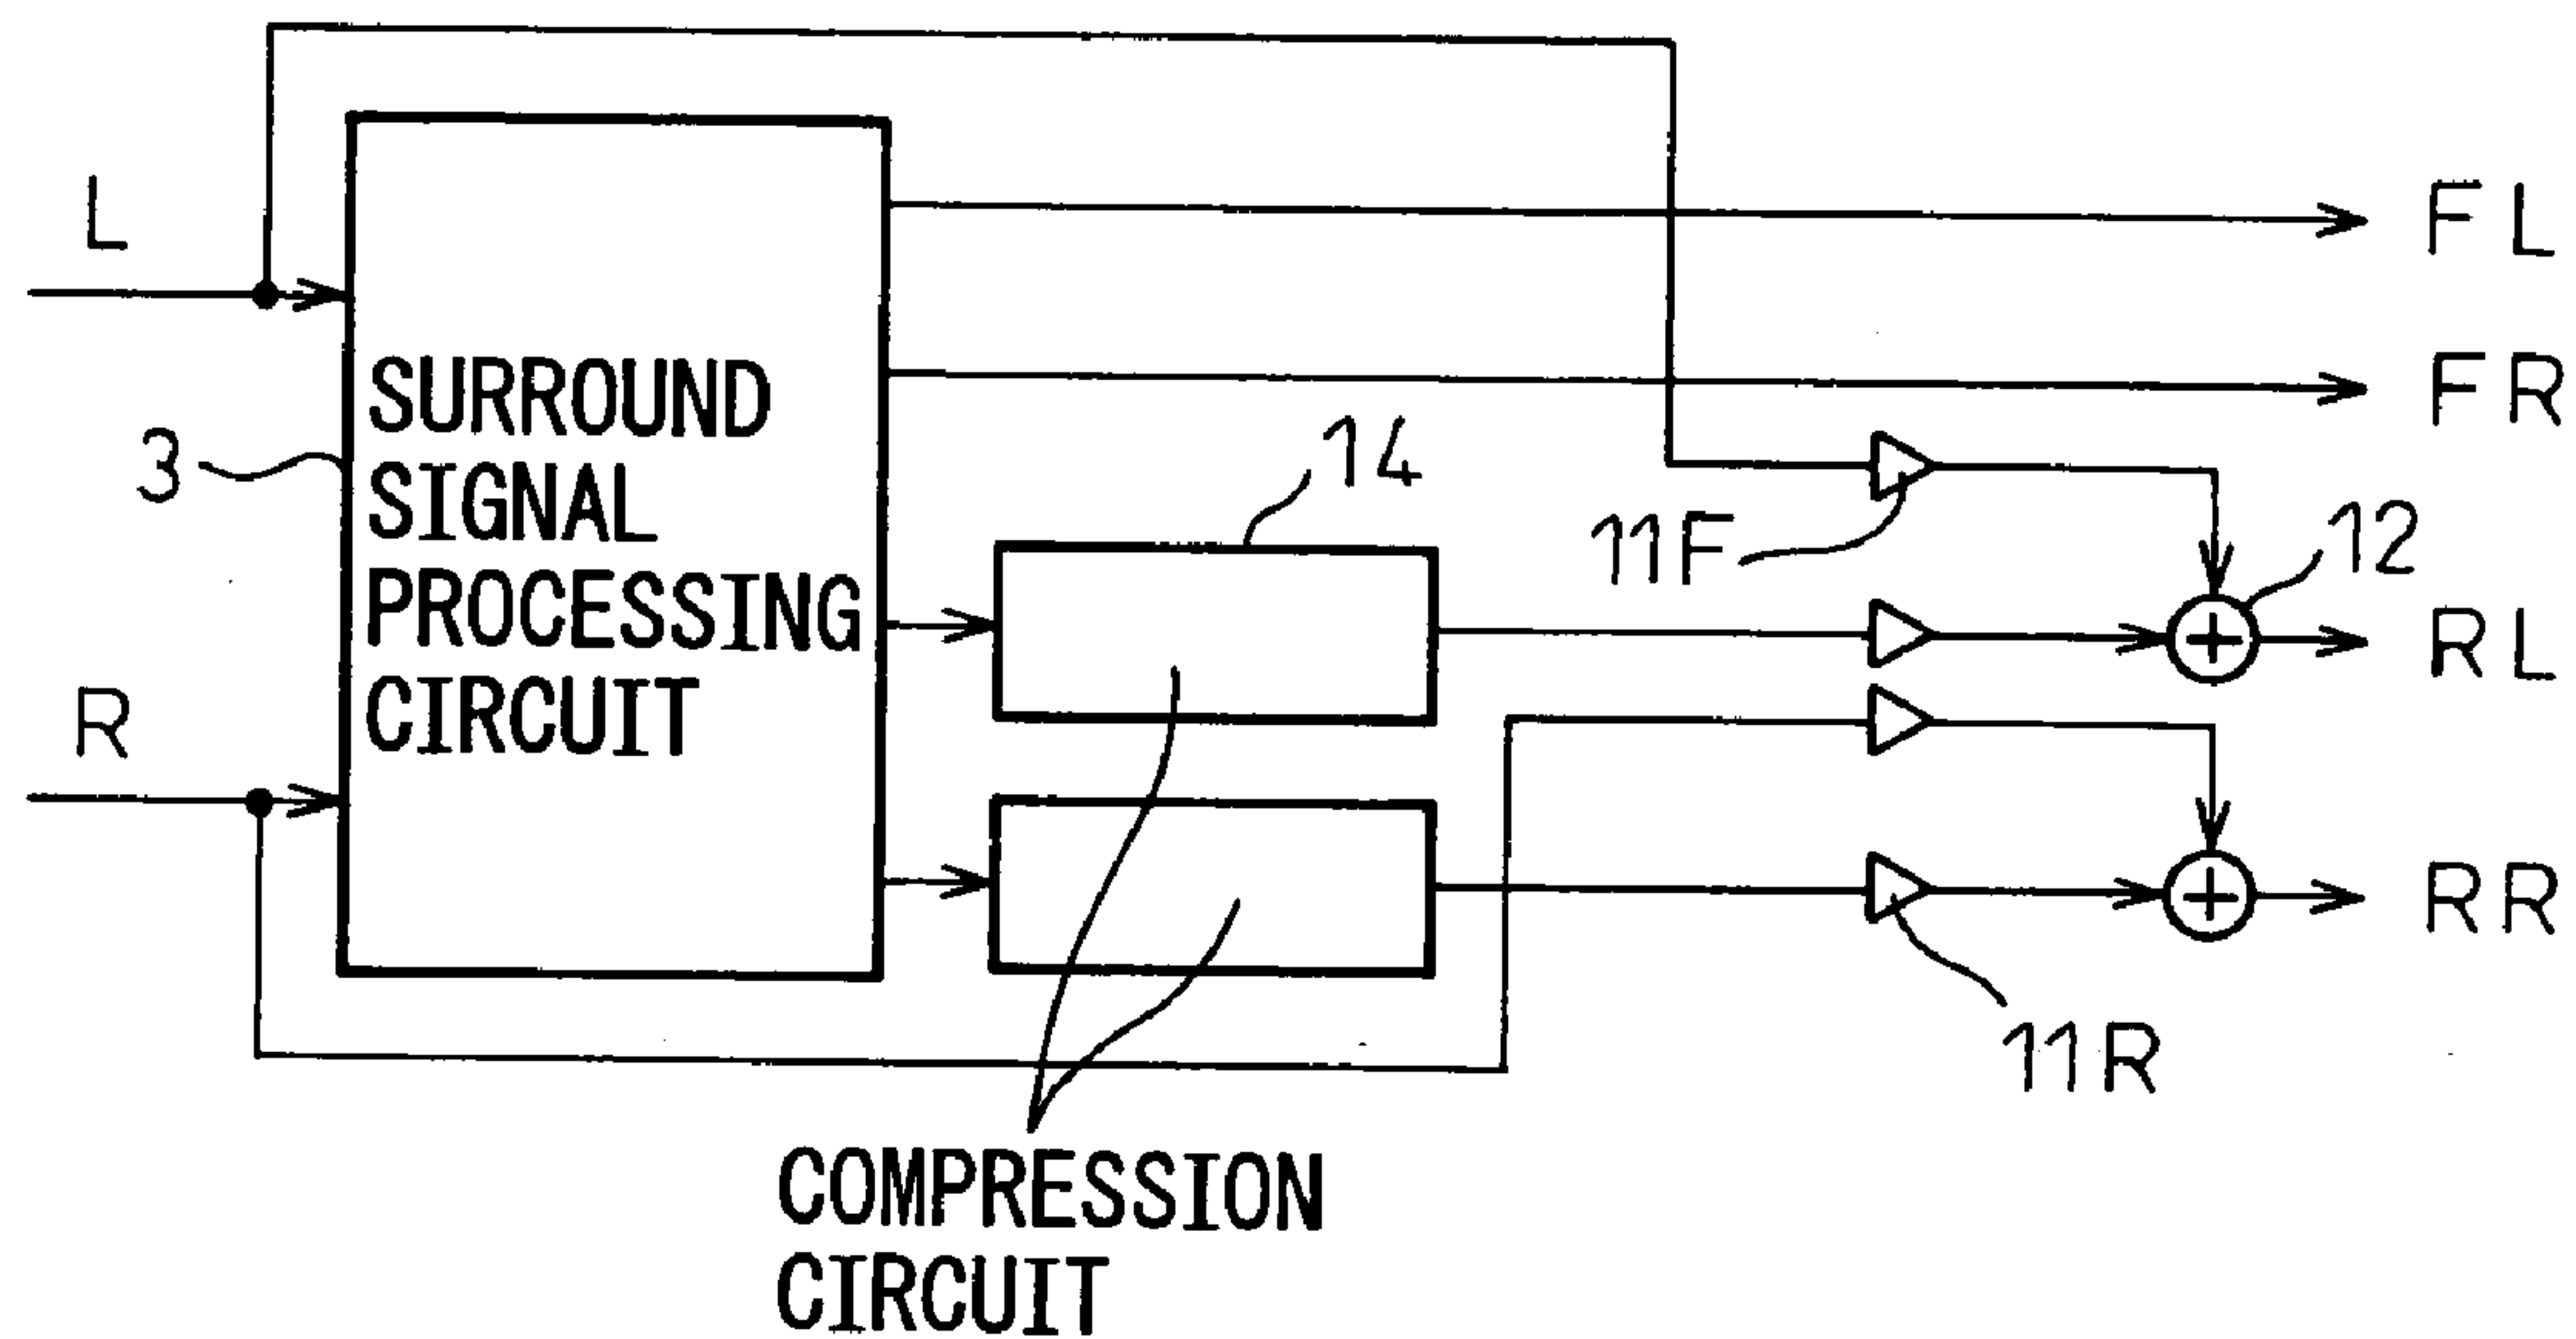 L
FL
SURROUND
SIGNAL
PROCESSING
CIRCUIT
3
FR
14
11F
12
RL
R
11R
RR
COMPRESSION
CIRCUIT